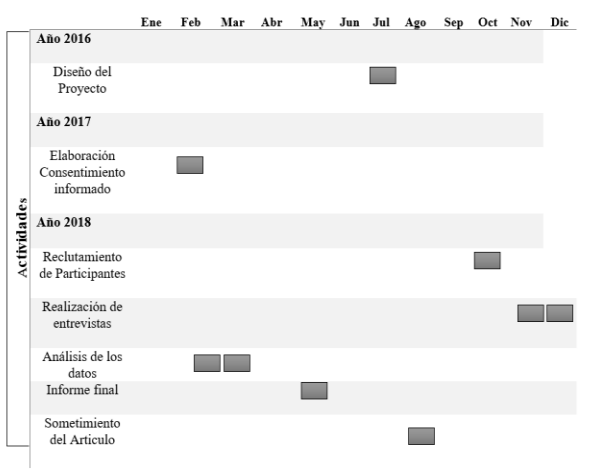 Ene Feb Mar Abr May Jun Jul Ago Sep Oct Nov Dic
Actividades
Año 2016
Diseño del
Proyecto
Año 2017
Elaboración
Consentimiento
informado
Año 2018
Reclutamiento
de Participantes
Realización de
entrevistas
Análisis de los
datos
Informe final
Sometimiento
del Articulo